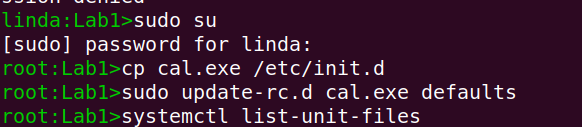 linda:Lab1>sudo su
[sudo] password for linda:
root:Lab1>cp cal.exe /etc/init.d
root:Lab1>sudo update-rc.d cal.exe defaults
root:Lab1>systemctl list-unit-files